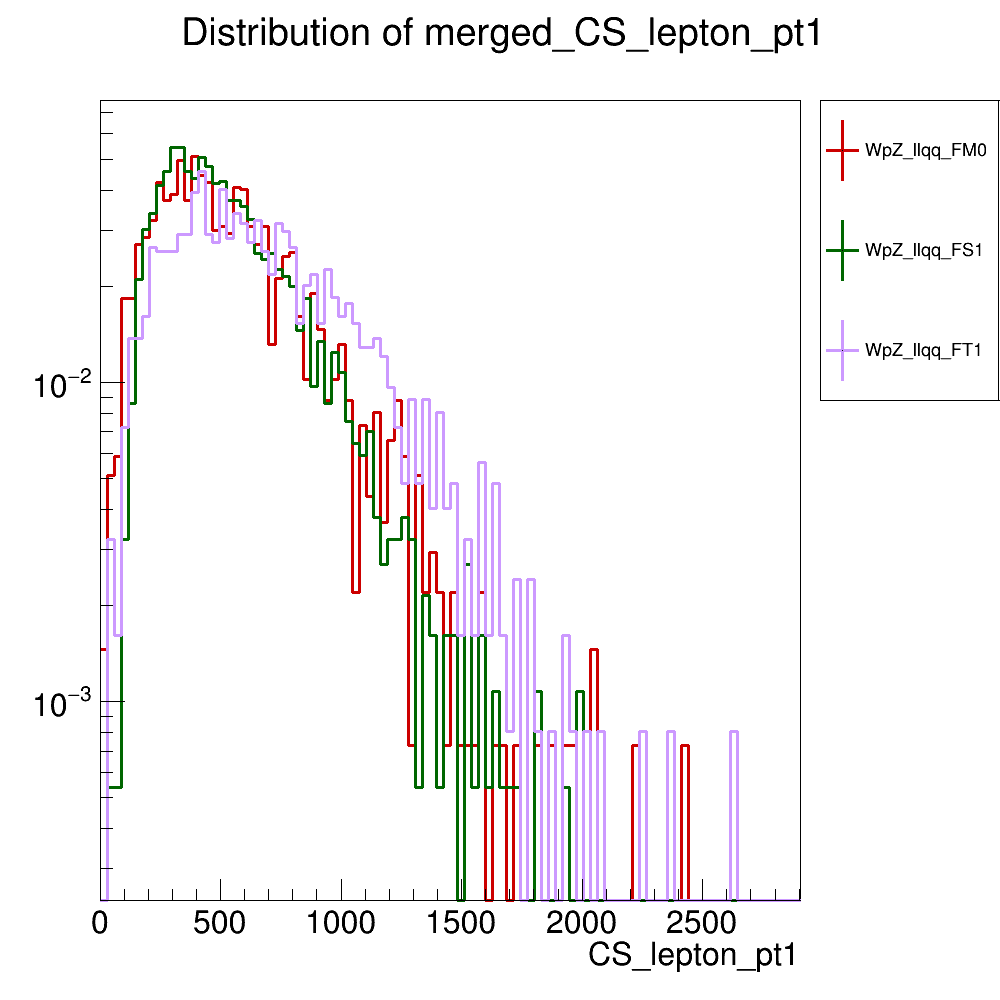 Distribution of merged_CS_lepton_pt1
WpZ_llqq_FM0
WpZ_llqq_FS1
WpZ_llqq_FT1
10−2
10−3
0 500 1000 1500 2000 2500
CS_lepton_pt1